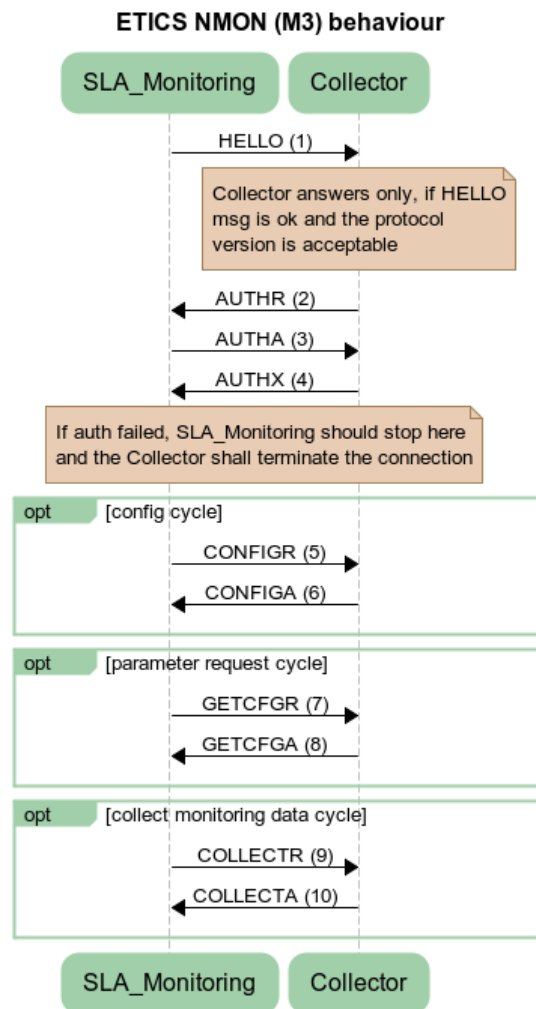 ETICS NMON (M3) behaviour
SLA_Monitoring Collector
HELLO (1)
Collector answers only, if HELLO
msg is ok and the protocol
version is acceptable
AUTHR (2)
AUTHA (3)
AUTHX (4)
If auth failed, SLA_Monitoring should stop here
and the Collector shall terminate the connection
opt [config cycle]
CONFIGR (5)
CONFIGA (6)
opt [parameter request cycle]
GETCFGR (7)
GETCFGA (8)
opt [collect monitoring data cycle]
COLLECTR (9)
COLLECTA (10)
SLA_Monitoring Collector